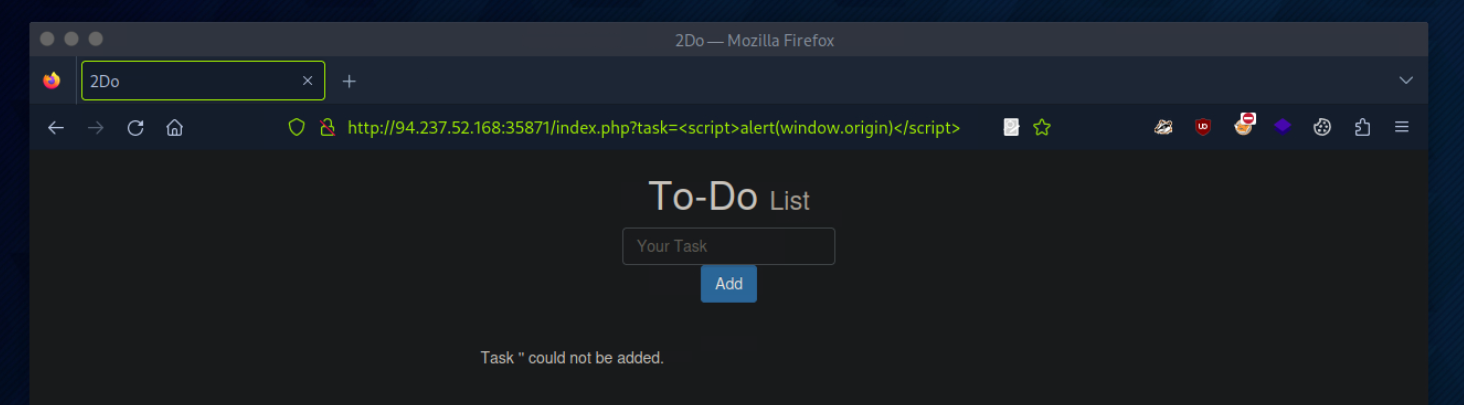 2Do — Mozilla Firefox
2Do
http://94.237.52.168:35871/index.php?task=<script>alert(window.origin)</script>
To-Do List
Your Task
Add
Task '' could not be added.